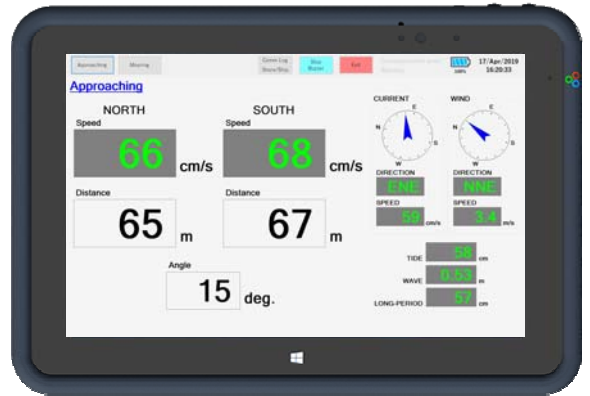 Approaching
Mooring
Comm Log
Show/Stop
Stop
Buzzer
Exit
100%
17/Apr/2019
16:20:33
Approaching
NORTH
Speed
66 cm/s
Distance
65 m
SOUTH
Speed
68 cm/s
Distance
67 m
Angle
15 deg.
CURRENT
E
N
S
W
DIRECTION
ENE
SPEED
59 cm/s
WIND
E
N
S
W
DIRECTION
NNE
SPEED
3.4 m/s
TIDE 58 cm
WAVE 0.53 m
LONG-PERIOD 57 cm